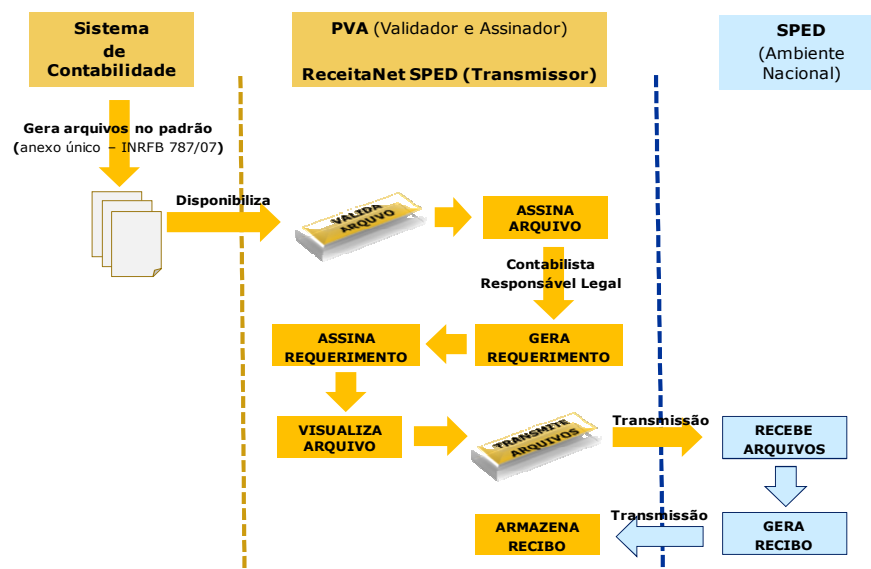 Sistema
de
Contabilidade
PVA (Validador e Assinador)
ReceitaNet SPED (Transmissor)
SPED
(Ambiente
Nacional)
Gera arquivos no padrão
(anexo único – INRFB 787/07)
Disponibiliza
VALIDA
ARQUIVO
ASSINA
ARQUIVO
Contabilista
Responsável Legal
GERA
REQUERIMENTO
ASSINA
REQUERIMENTO
VISUALIZA
ARQUIVO
TRANSMITE
ARQUIVOS
Transmissão
RECEBE
ARQUIVOS
GERA
RECIBO
Transmissão
ARMAZENA
RECIBO